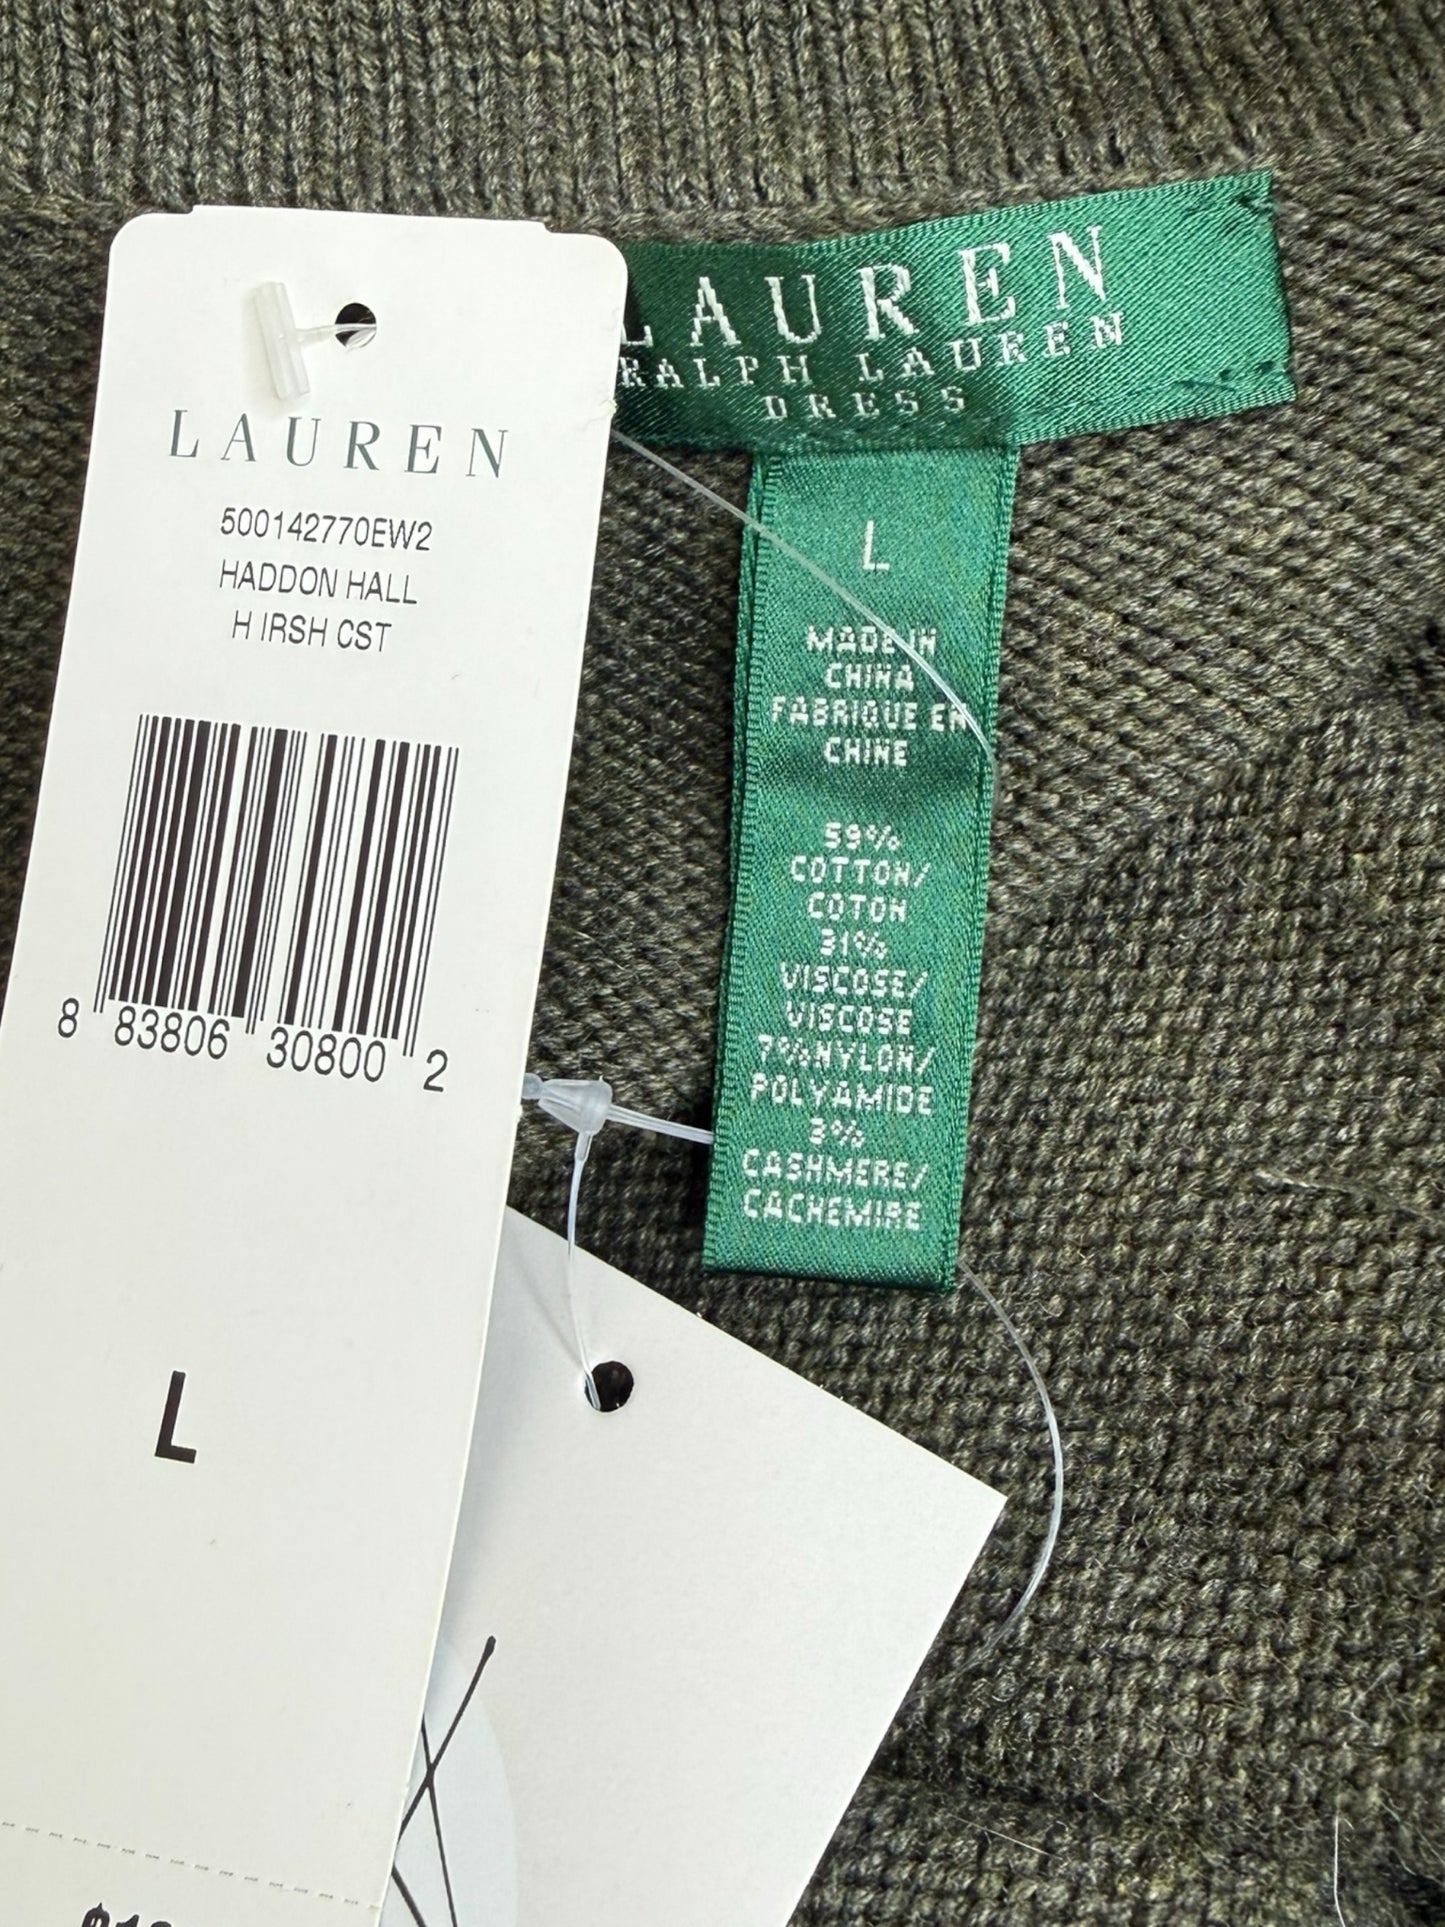 LAUREN
500142770EW2
HADDON HALL
H IRSH CST
8 83806 30800 2
L
LAUREN
RALPH LAUREN
DRESS
L
MADE IN
CHINA
FABRIQUE EN
CHINE
59%
COTTON/
COTON
31%
VISCOSE/
VISCOSE
7%NYLON/
POLYAMIDE
3%
CASHMERE/
CACHEMIRE